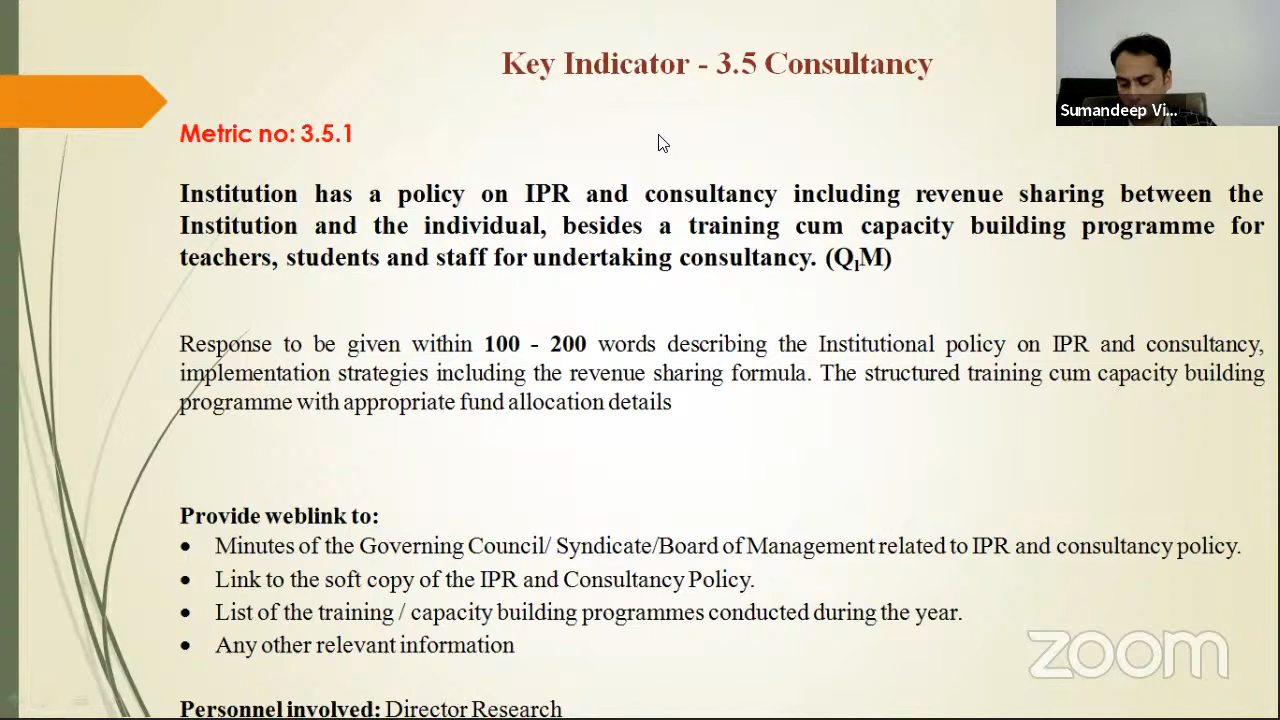 Key Indicator - 3.5 Consultancy
Sumandeep Vi...
Metric no: 3.5.1
Institution has a policy on IPR and consultancy including revenue sharing between the
Institution and the individual, besides a training cum capacity building programme for
teachers, students and staff for undertaking consultancy. (QlM)
Response to be given within 100 - 200 words describing the Institutional policy on IPR and consultancy,
implementation strategies including the revenue sharing formula. The structured training cum capacity building
programme with appropriate fund allocation details
Provide weblink to:
• Minutes of the Governing Council/ Syndicate/Board of Management related to IPR and consultancy policy.
• Link to the soft copy of the IPR and Consultancy Policy.
• List of the training / capacity building programmes conducted during the year.
• Any other relevant information
zoom
Personnel involved: Director Research